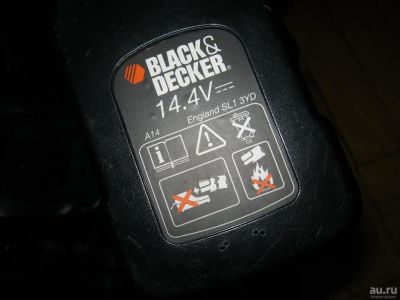 BLACK&
DECKER®
14.4V
England SL1 3YD
A14
i
!
au.ru